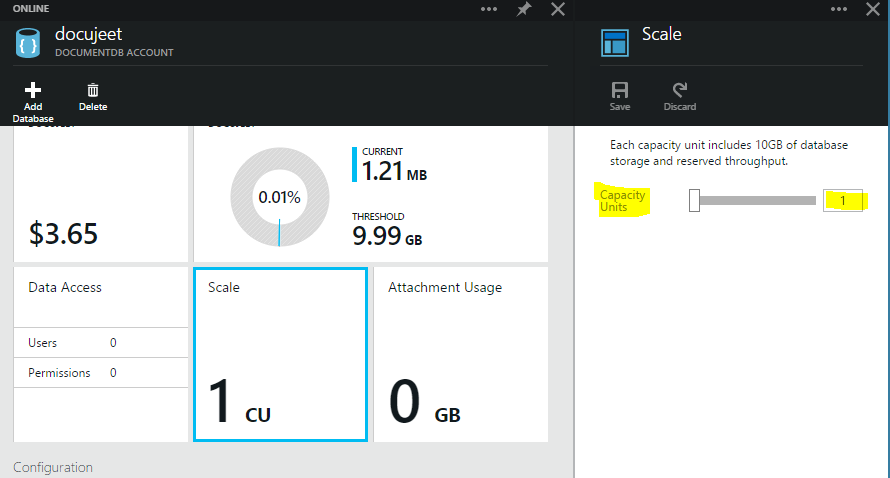 ONLINE
docujeet
DOCUMENTDB ACCOUNT
Add
Database
Delete
$3.65
0.01%
CURRENT
1.21 MB
THRESHOLD
9.99 GB
Data Access
Users 0
Permissions 0
Scale
1 CU
Attachment Usage
0 GB
Configuration
Scale
Save
Discard
Each capacity unit includes 10GB of database
storage and reserved throughput.
Capacity
Units
1